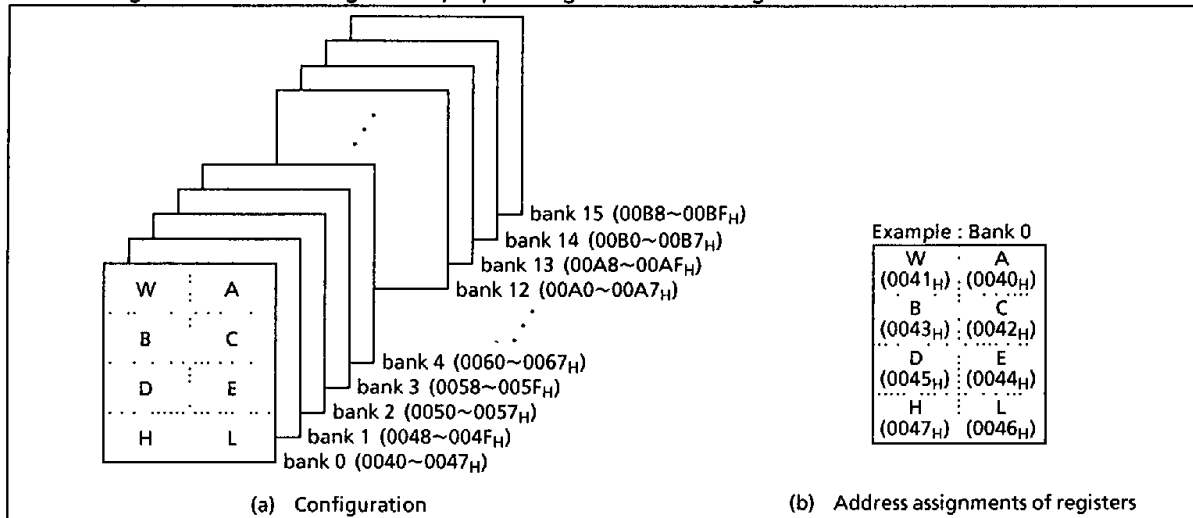 bank 15 (00B8~00BFH)
bank 14 (00B0~00B7H)
bank 13 (00A8~00AFH)
bank 12 (00A0~00A7H)
W A
B C
D E
H L
bank 4 (0060~0067H)
bank 3 (0058~005FH)
bank 2 (0050~0057H)
bank 1 (0048~004FH)
bank 0 (0040~0047H)
(a) Configuration
Example : Bank 0
W A
(0041H) (0040H)
B C
(0043H) (0042H)
D E
(0045H) (0044H)
H L
(0047H) (0046H)
(b) Address assignments of registers